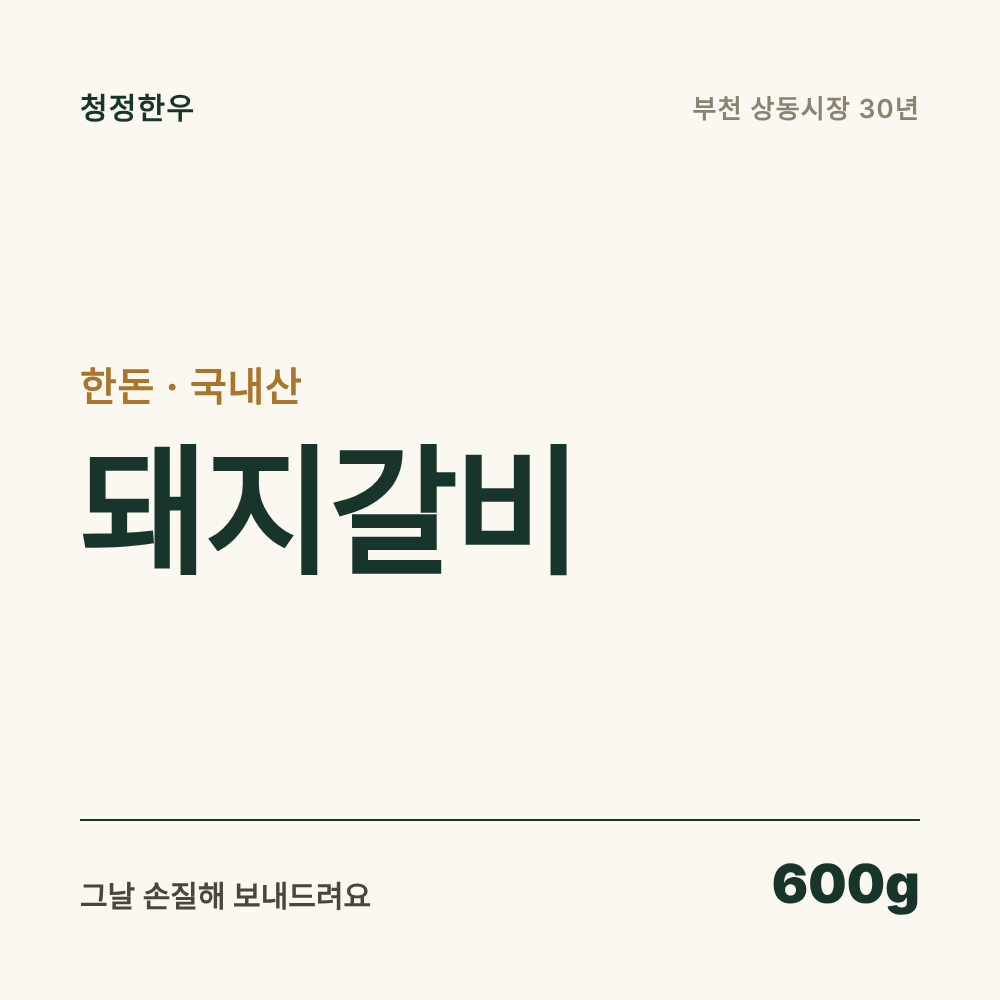 청정한우
부천 상동시장 30년
한돈 · 국내산
돼지갈비
그날 손질해 보내드려요
600g